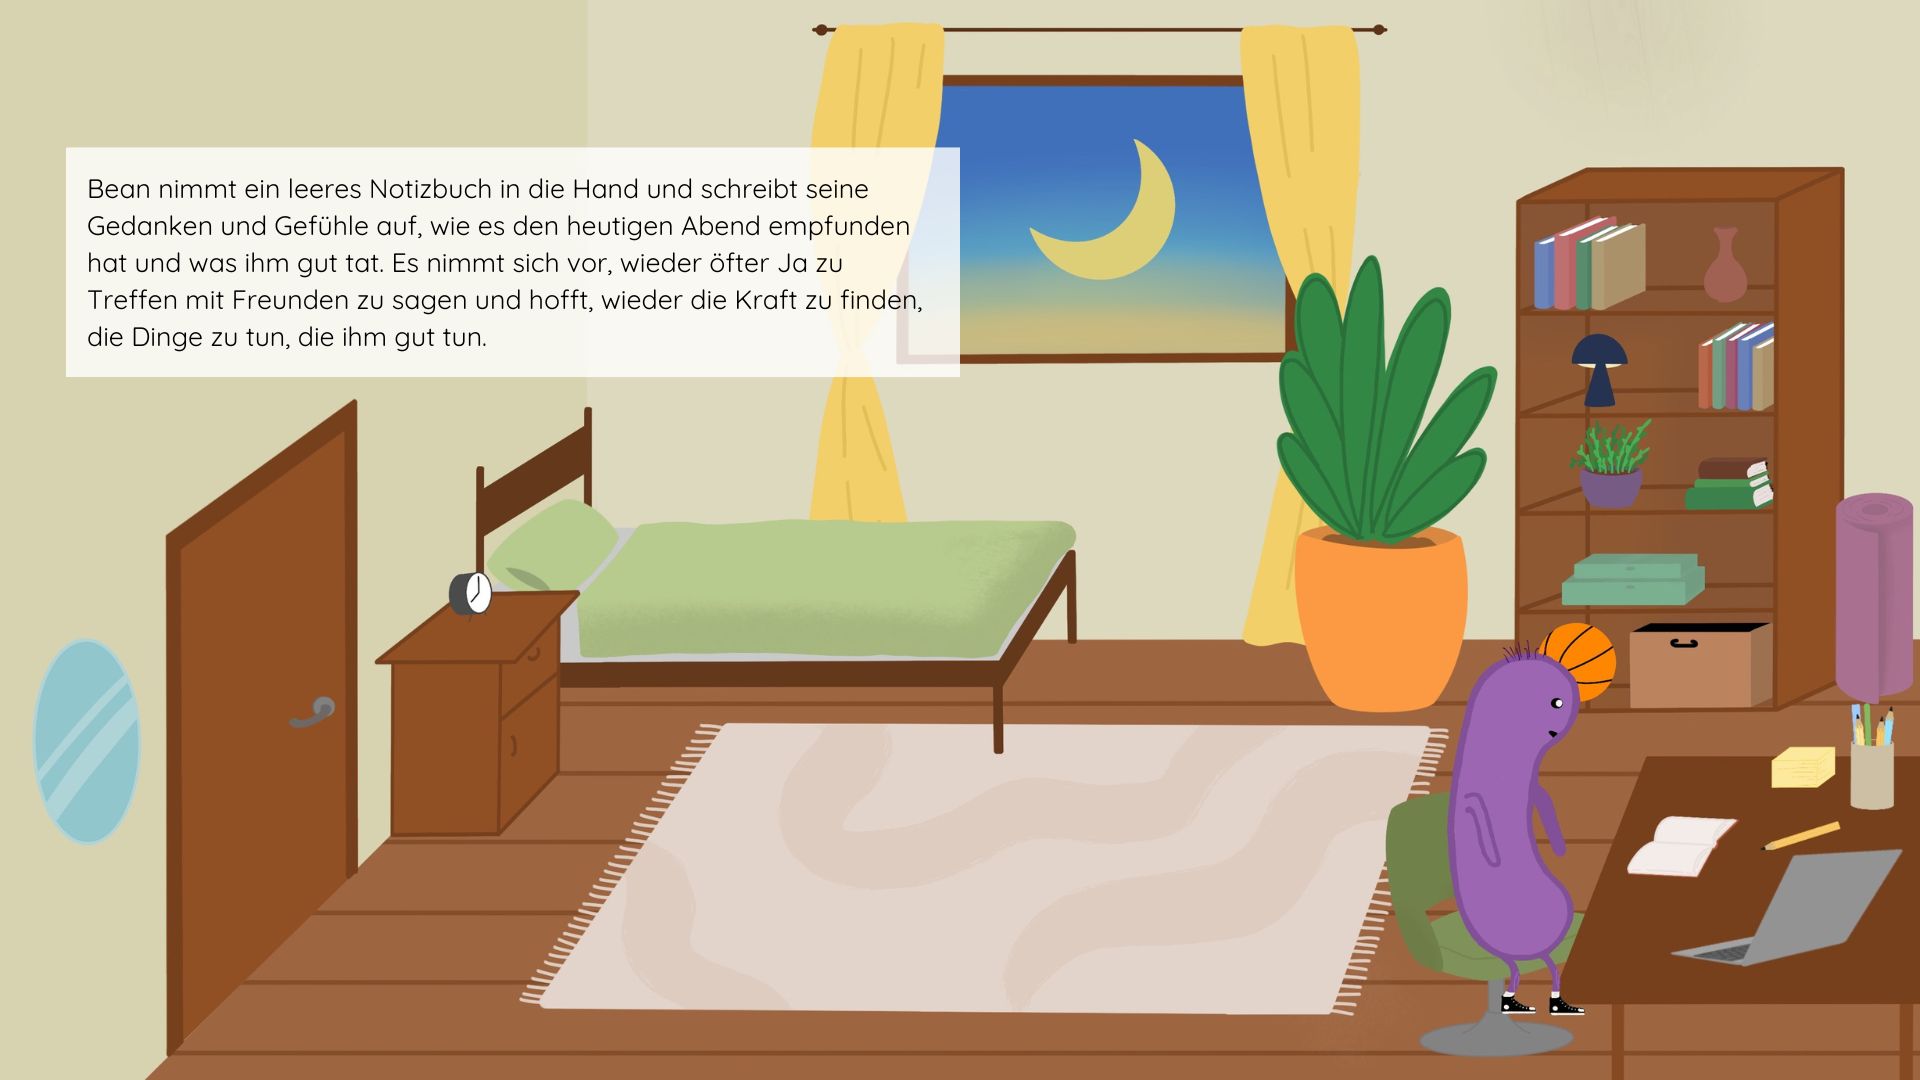 Bean nimmt ein leeres Notizbuch in die Hand und schreibt seine
Gedanken und Gefühle auf, wie es den heutigen Abend empfunden
hat und was ihm gut tat. Es nimmt sich vor, wieder öfter Ja zu
Treffen mit Freunden zu sagen und hofft, wieder die Kraft zu finden,
die Dinge zu tun, die ihm gut tun.